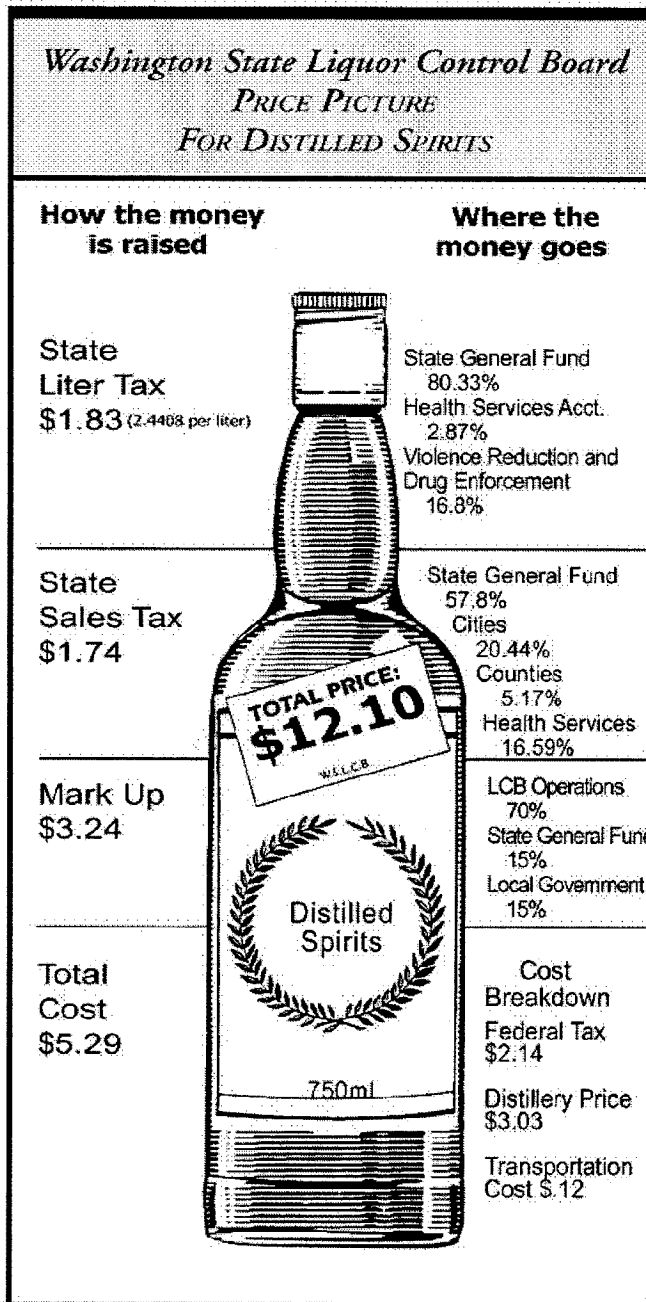 Washington State Liquor Control Board
PRICE PICTURE
FOR DISTILLED SPIRITS
How the money
is raised
Where the
money goes
State
Liter Tax
$1.83 (2.4408 per liter)
State General Fund
80.33%
Health Services Acct.
2.87%
Violence Reduction and
Drug Enforcement
16.8%
State
Sales Tax
$1.74
State General Fund
57.8%
Cities
20.44%
Counties
5.17%
Health Services
16.59%
TOTAL PRICE:
$12.10
W.S.L.C.B.
Mark Up
$3.24
LCB Operations
70%
State General Fund
15%
Local Government
15%
Distilled
Spirits
750ml
Total
Cost
$5.29
Cost
Breakdown
Federal Tax
$2.14
Distillery Price
$3.03
Transportation
Cost $.12